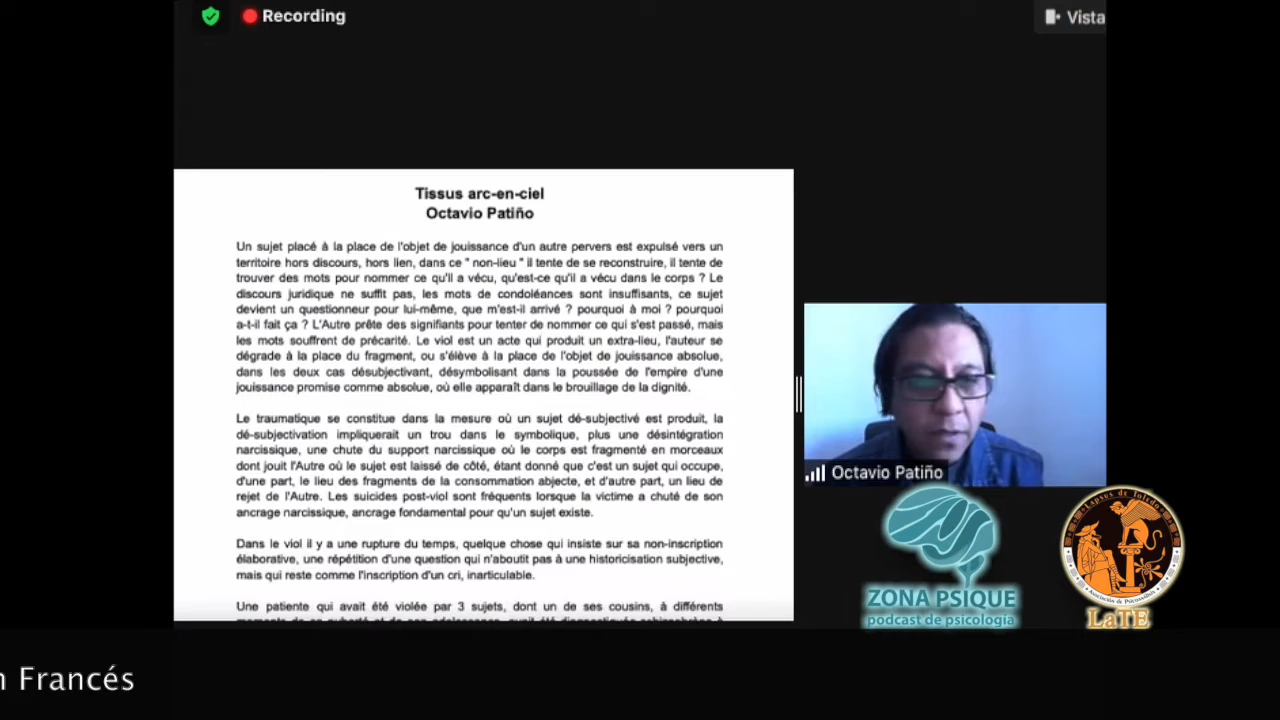 Recording
Vista
Tissus arc-en-ciel
Octavio Patiño
Un sujet placé à la place de l'objet de jouissance d'un autre pervers est expulsé vers un
territoire hors discours, hors lien, dans ce " non-lieu " il tente de se reconstruire, il tente de
trouver des mots pour nommer ce qu'il a vécu, qu'est-ce qu'il a vécu dans le corps ? Le
discours juridique ne suffit pas, les mots de condoléances sont insuffisants, ce sujet
devient un questionneur pour lui-même, que m'est-il arrivé ? pourquoi à moi ? pourquoi
a-t-il fait ça ? L'Autre prête des signifiants pour tenter de nommer ce qui s'est passé, mais
les mots souffrent de précarité. Le viol est un acte qui produit un extra-lieu, l'auteur se
dégrade à la place du fragment, ou s'élève à la place de l'objet de jouissance absolue,
dans les deux cas désubjectivant, désymbolisant dans la poussée de l'empire d'une
jouissance promise comme absolue, où elle apparaît dans le brouillage de la dignité.
Le traumatique se constitue dans la mesure où un sujet dé-subjectivé est produit, la
dé-subjectivation impliquerait un trou dans le symbolique, plus une désintégration
narcissique, une chute du support narcissique où le corps est fragmenté en morceaux
dont jouit l'Autre où le sujet est laissé de côté, étant donné que c'est un sujet qui occupe,
d'une part, le lieu des fragments de la consommation abjecte, et d'autre part, un lieu de
rejet de l'Autre. Les suicides post-viol sont fréquents lorsque la victime a chuté de son
ancrage narcissique, ancrage fondamental pour qu'un sujet existe.
Dans le viol il y a une rupture du temps, quelque chose qui insiste sur sa non-inscription
élaborative, une répétition d'une question qui n'aboutit pas à une historicisation subjective,
mais qui reste comme l'inscription d'un cri, inarticulable.
Une patiente qui avait été violée par 3 sujets, dont un de ses cousins, à différents
Octavio Patiño
ZONA PSIQUE
podcast de psicología
Lapsus de Toledo
Asociación de Psicoanálisis
LaTE
n Francés